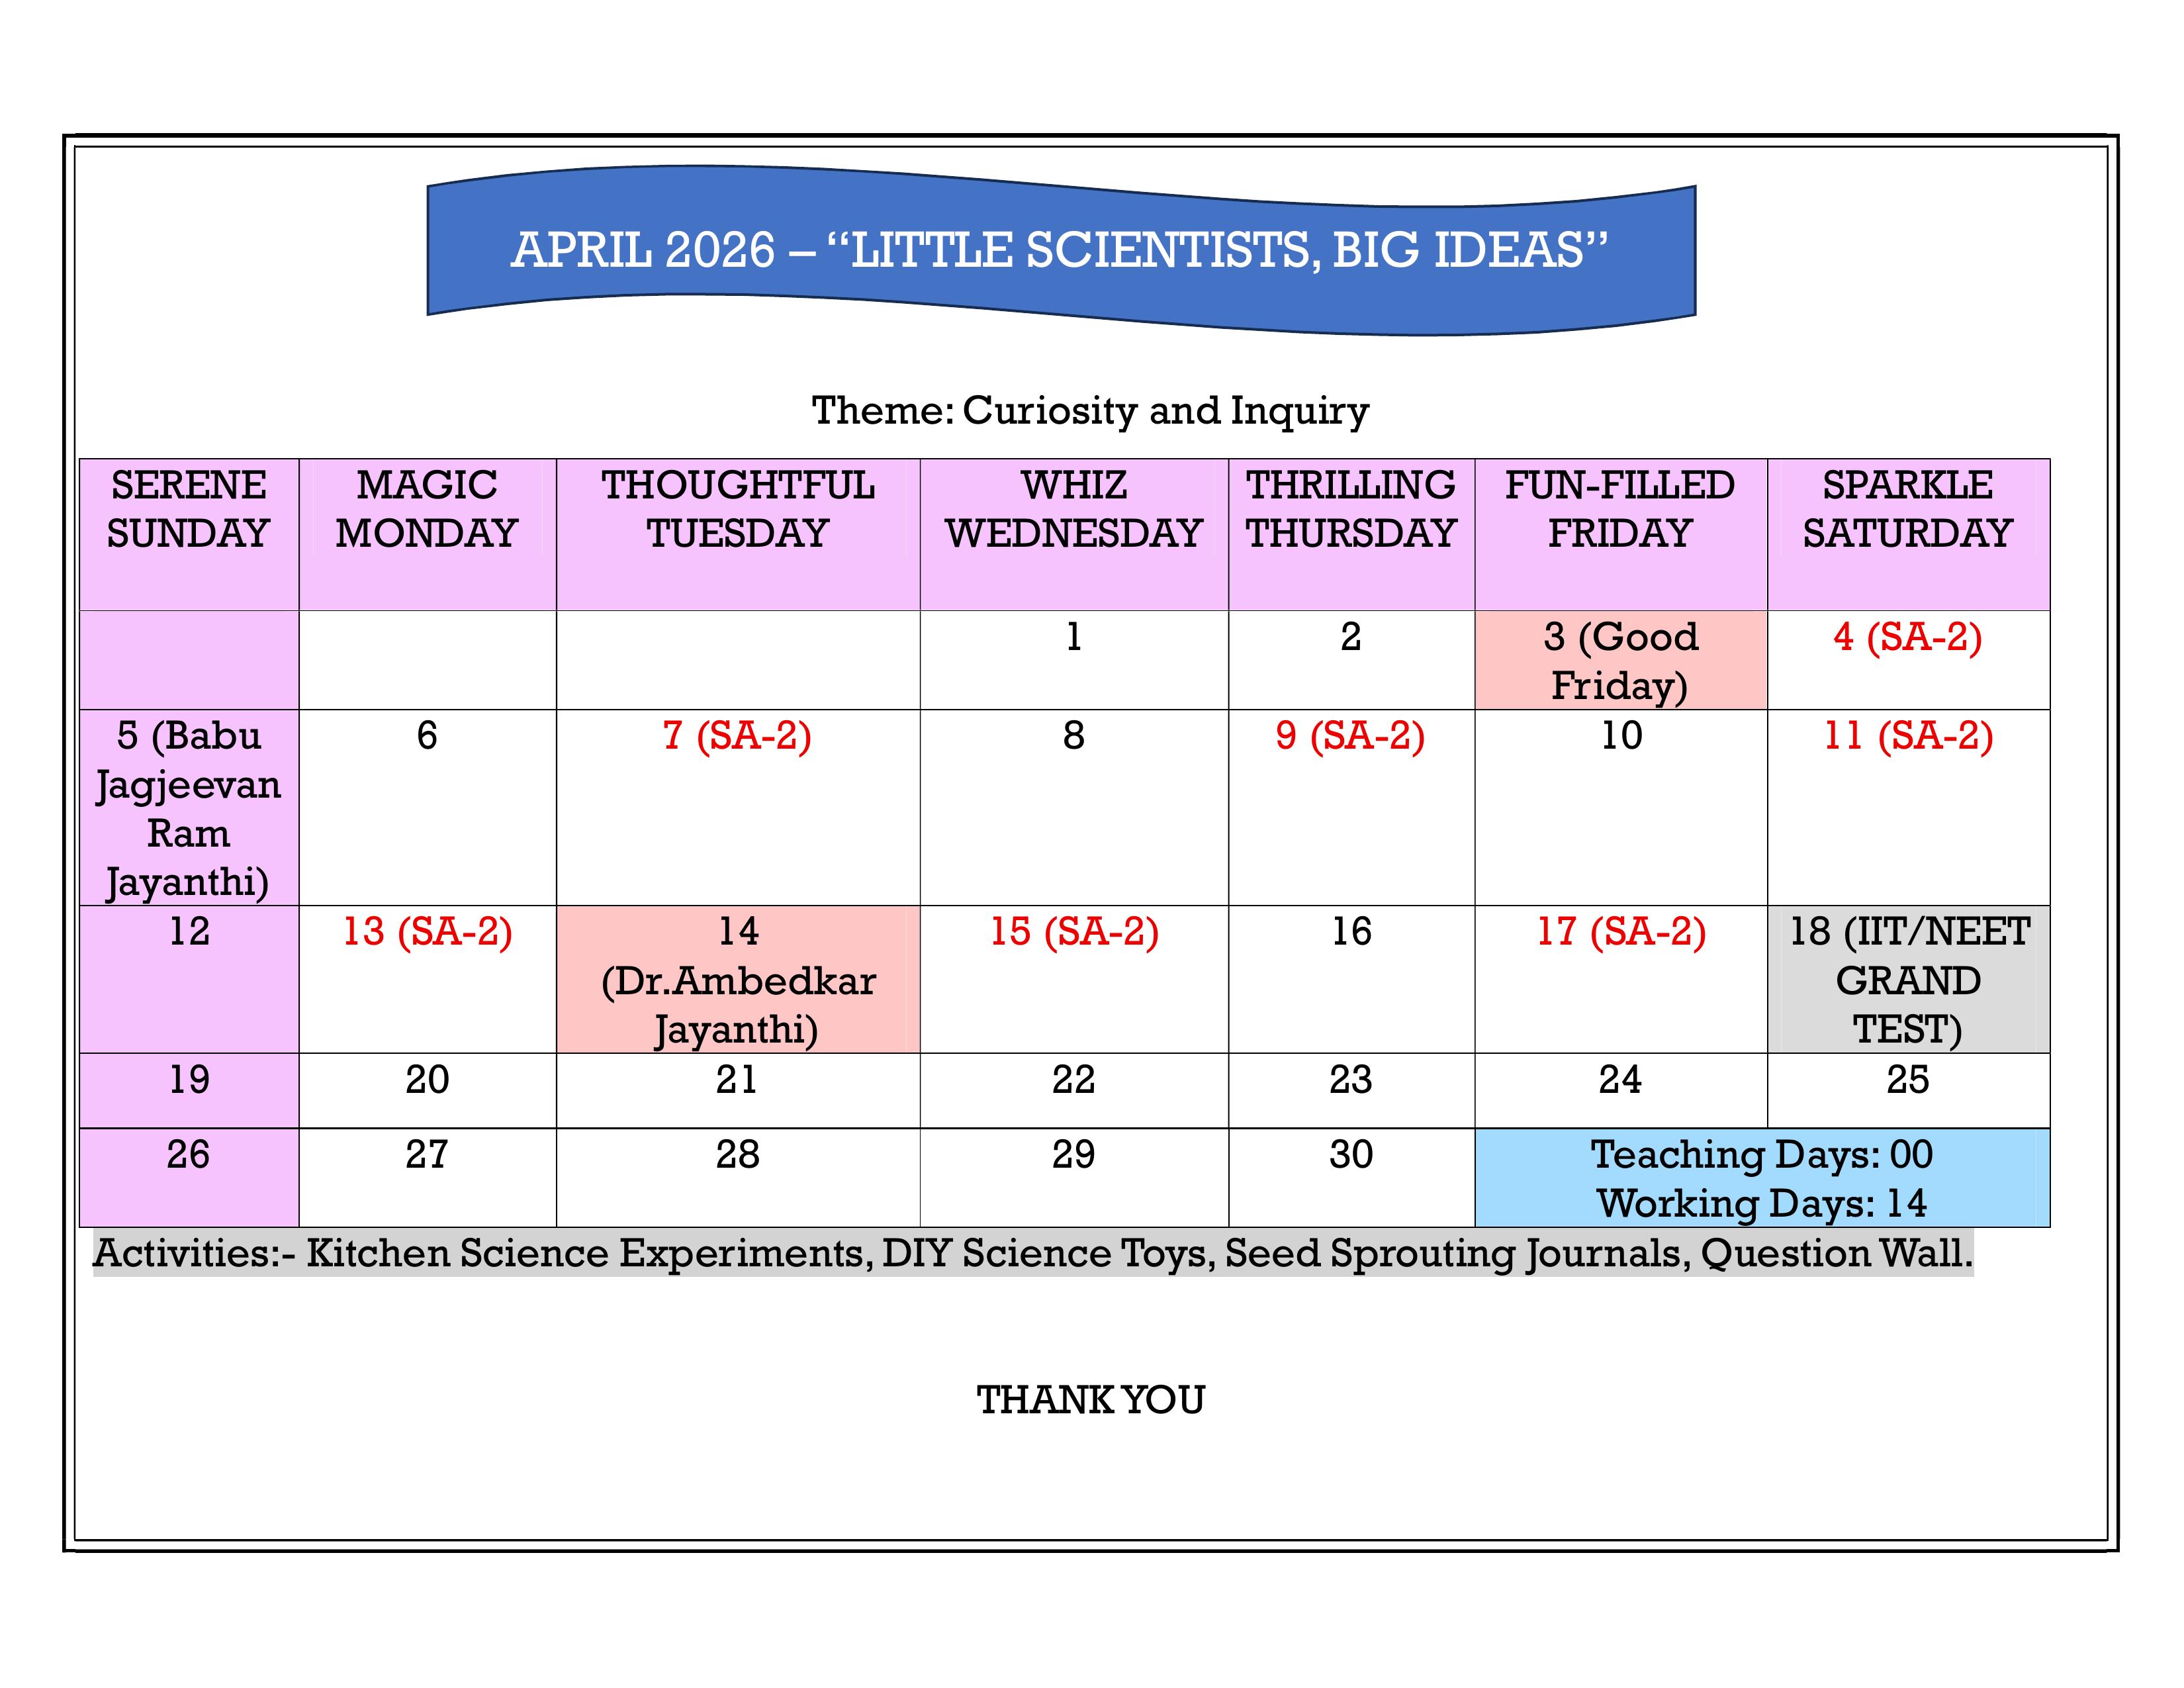 APRIL 2026 – “LITTLE SCIENTISTS, BIG IDEAS”
Theme: Curiosity and Inquiry
SERENE SUNDAY
MAGIC MONDAY
THOUGHTFUL TUESDAY
WHIZ WEDNESDAY
THRILLING THURSDAY
FUN-FILLED FRIDAY
SPARKLE SATURDAY
1
2
3 (Good
Friday)
4 (SA-2)
5 (Babu
Jagjeevan
Ram
Jayanthi)
6
7 (SA-2)
8
9 (SA-2)
10
11 (SA-2)
12
13 (SA-2)
14
(Dr.Ambedkar
Jayanthi)
15 (SA-2)
16
17 (SA-2)
18 (IIT/NEET
GRAND
TEST)
19
20
21
22
23
24
25
26
27
28
29
30
Teaching Days: 00
Working Days: 14
Activities:- Kitchen Science Experiments, DIY Science Toys, Seed Sprouting Journals, Question Wall.
THANK YOU